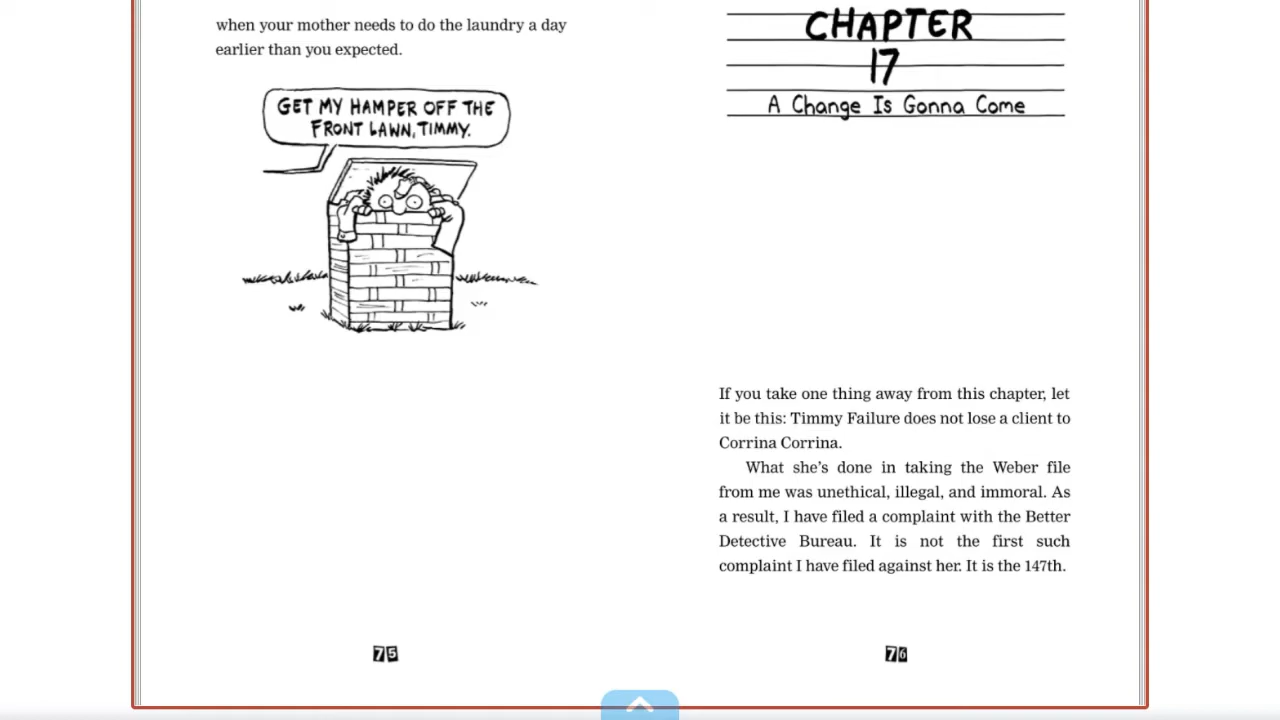 when your mother needs to do the laundry a day
earlier than you expected.
GET MY HAMPER OFF THE
FRONT LAWN, TIMMY.
75
CHAPTER
17
A Change Is Gonna Come
If you take one thing away from this chapter, let
it be this: Timmy Failure does not lose a client to
Corrina Corrina.
What she’s done in taking the Weber file
from me was unethical, illegal, and immoral. As
a result, I have filed a complaint with the Better
Detective Bureau. It is not the first such
complaint I have filed against her. It is the 147th.
76